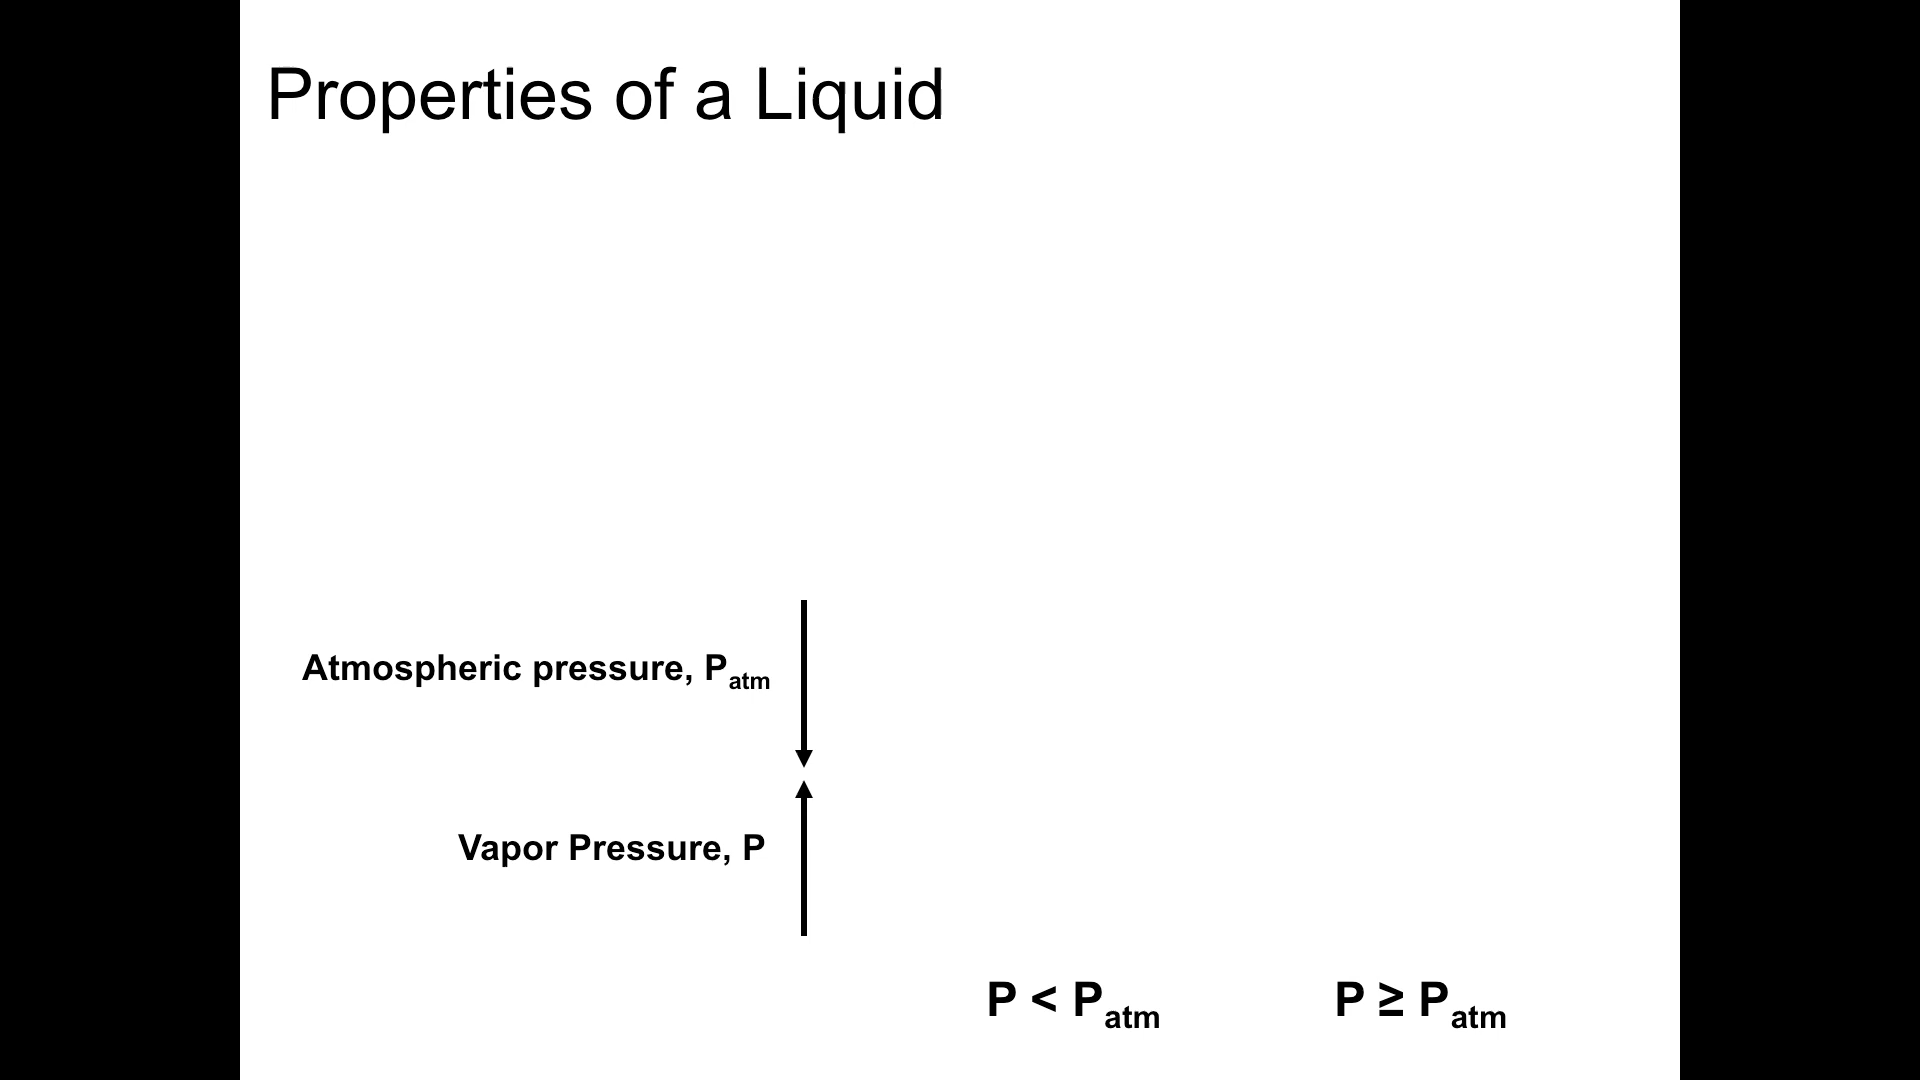 Properties of a Liquid
Atmospheric pressure, Patm
Vapor Pressure, P
P < Patm
P ≥ Patm